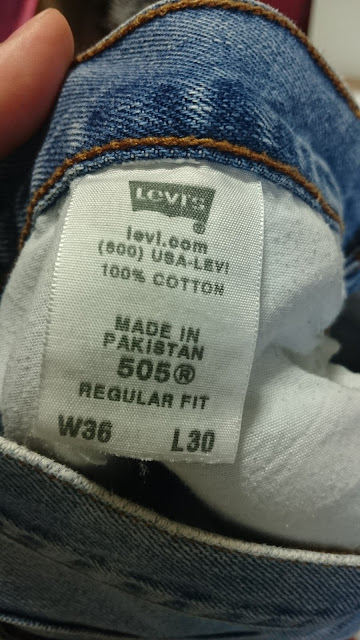 Levi's
®
levi.com
(800) USA-LEVI
100% COTTON
MADE IN
PAKISTAN
505®
REGULAR FIT
W36 L30